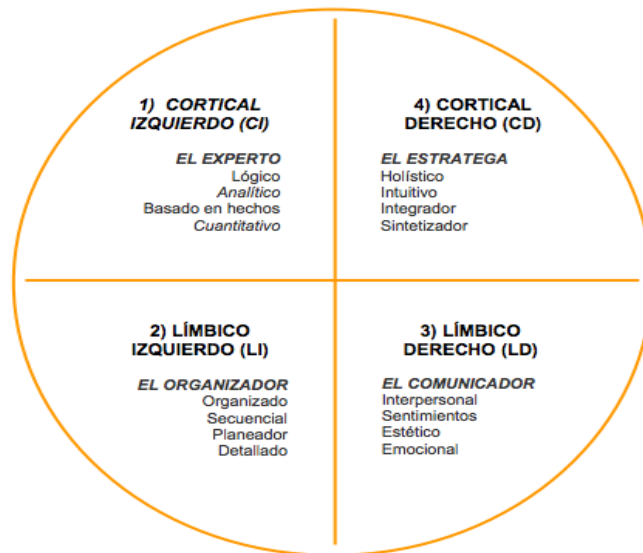 1) CORTICAL
IZQUIERDO (CI)
EL EXPERTO
Lógico
Analítico
Basado en hechos
Cuantitativo
4) CORTICAL
DERECHO (CD)
EL ESTRATEGA
Holístico
Intuitivo
Integrador
Sintetizador
2) LÍMBICO
IZQUIERDO (LI)
EL ORGANIZADOR
Organizado
Secuencial
Planeador
Detallado
3) LÍMBICO
DERECHO (LD)
EL COMUNICADOR
Interpersonal
Sentimientos
Estético
Emocional